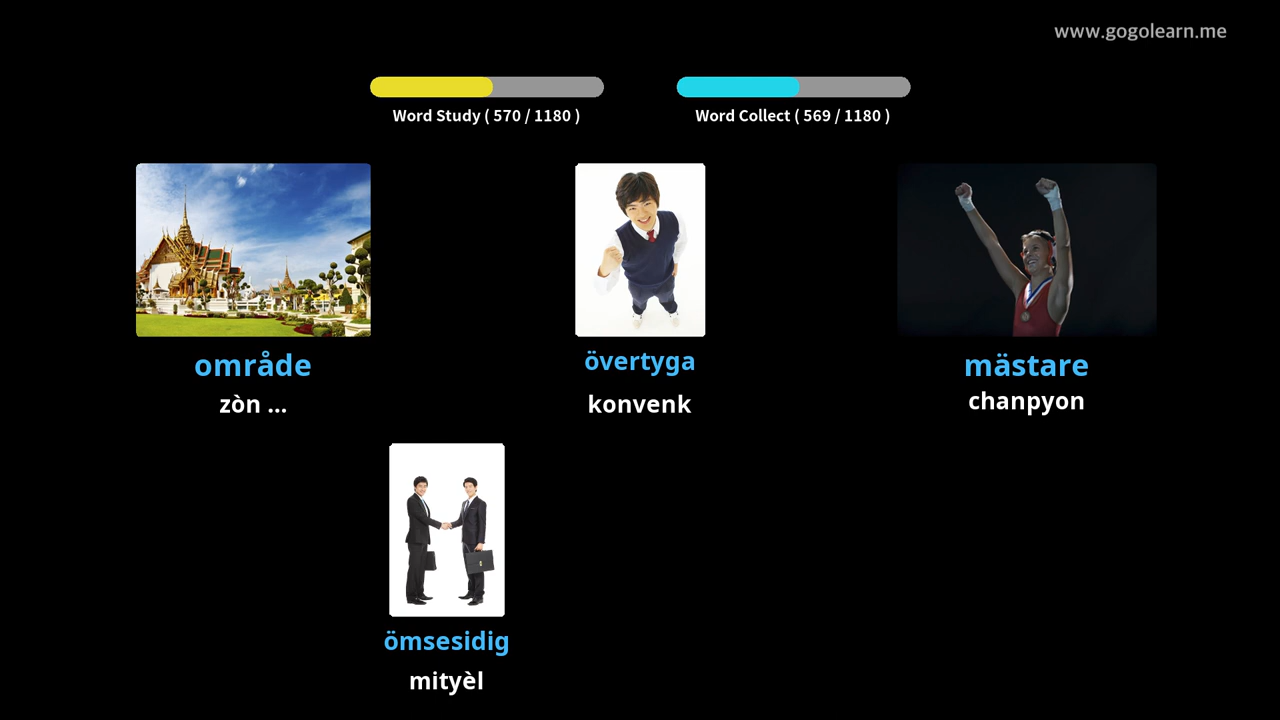 www.gogolearn.me
Word Study ( 570 / 1180 )
Word Collect ( 569 / 1180 )
område
zòn ...
övertyga
konvenk
mästare
chanpyon
ömsesidig
mityèl